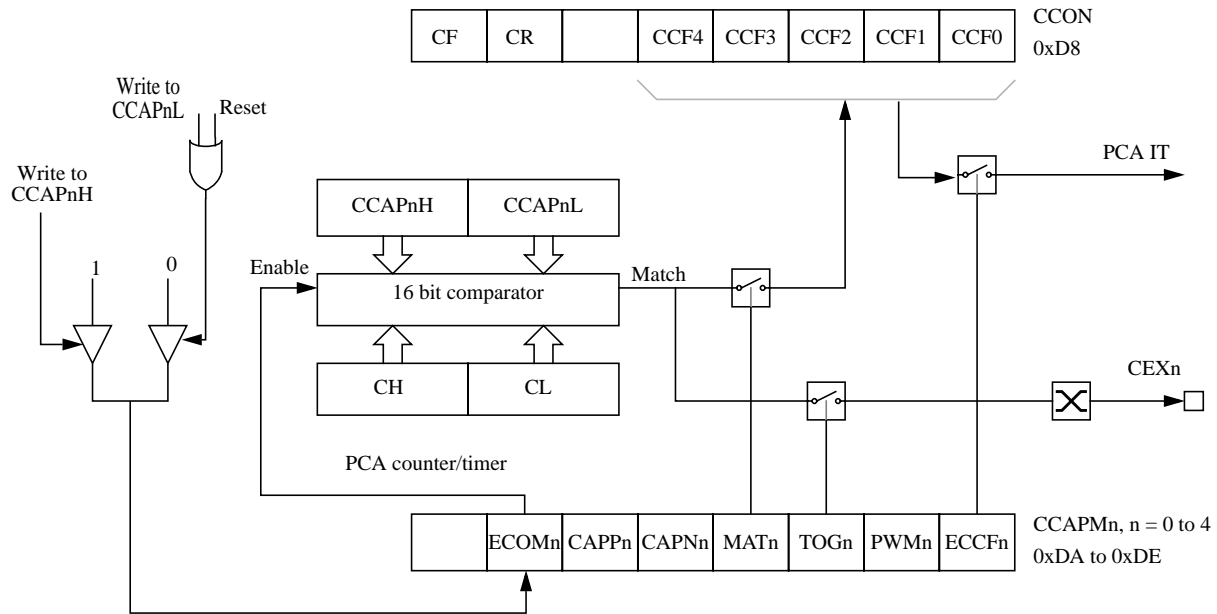 CF CR CCF4 CCF3 CCF2 CCF1 CCF0
CCON
0xD8
Write to
CCAPnL
Reset
Write to
CCAPnH
PCA IT
CCAPnH CCAPnL
1 0
Enable
16 bit comparator
Match
CH CL
CEXn
PCA counter/timer
ECOMn CAPPn CAPNn MATn TOGn PWMn ECCFn
CCAPMn, n = 0 to 4
0xDA to 0xDE